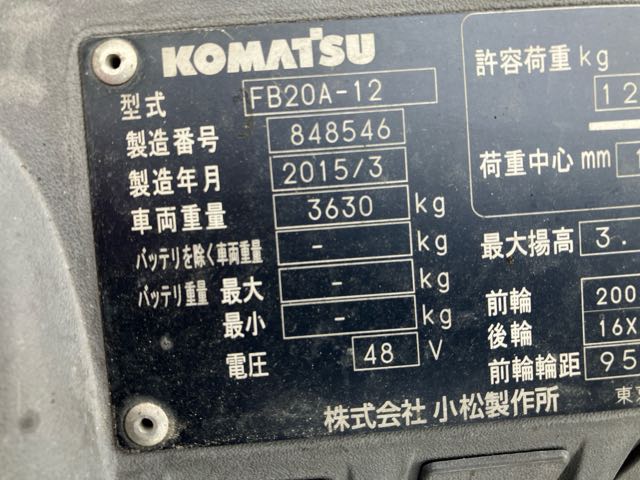 KOMATSU
型式 FB20A-12
製造番号 848546
製造年月 2015/3
車両重量 3630 kg
バッテリを除く車両重量 - kg
バッテリ重量 最大 - kg
最小 - kg
電圧 48 V
許容荷重 kg
12
荷重中心 mm
最大揚高 3.
前輪 200
後輪 16X
前輪輪距 95
株式会社 小松製作所
東京